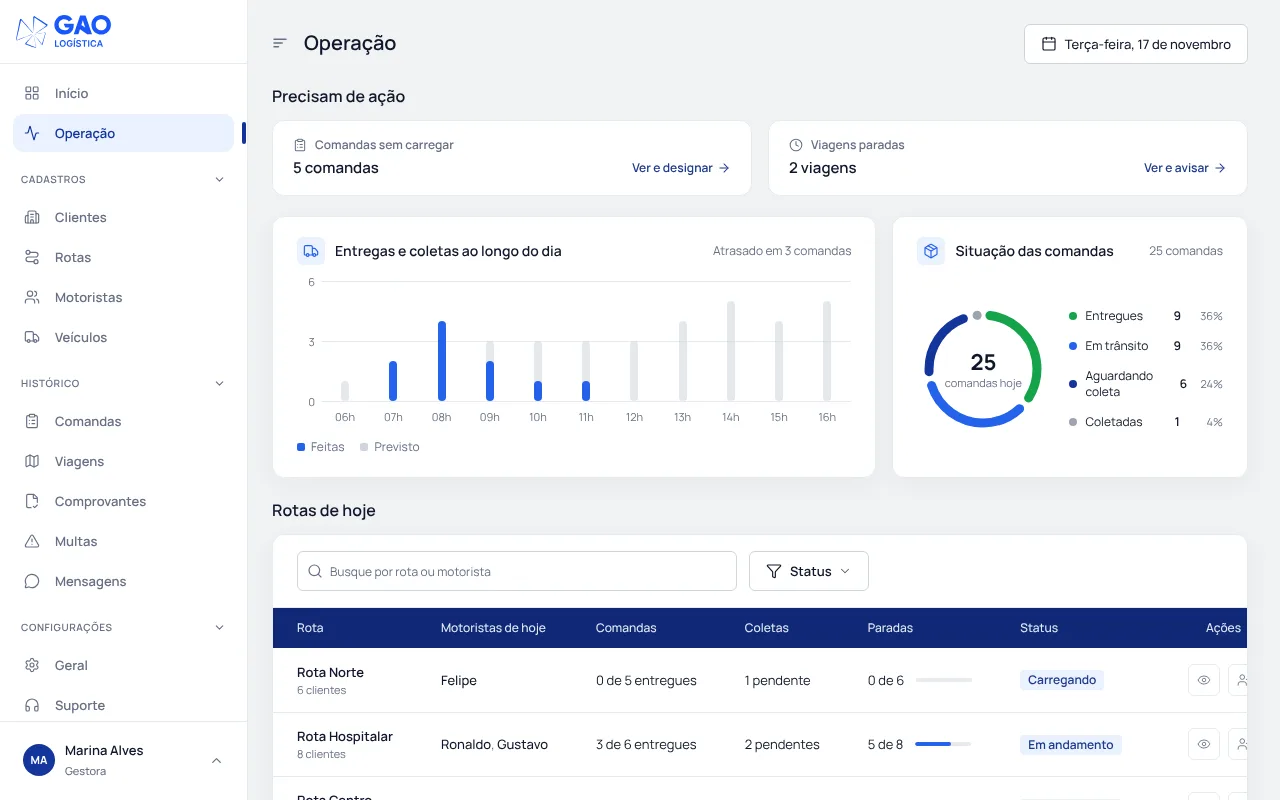 GAO
LOGÍSTICA
Início
Operação
CADASTROS
Clientes
Rotas
Motoristas
Veículos
HISTÓRICO
Comandas
Viagens
Comprovantes
Multas
Mensagens
CONFIGURAÇÕES
Geral
Suporte
MA
Marina Alves
Gestora
Operação
Terça-feira, 17 de novembro
Precisam de ação
Comandas sem carregar
5 comandas
Ver e designar
Viagens paradas
2 viagens
Ver e avisar
Entregas e coletas ao longo do dia
Atrasado em 3 comandas
6
3
0
06h 07h 08h 09h 10h 11h 12h 13h 14h 15h 16h
Feitas Previsto
Situação das comandas
25 comandas
25
comandas hoje
Entregues 9 36%
Em trânsito 9 36%
Aguardando
coleta 6 24%
Coletadas 1 4%
Rotas de hoje
Busque por rota ou motorista
Status
Rota Motoristas de hoje Comandas Coletas Paradas Status Ações
Rota Norte
6 clientes
Felipe 0 de 5 entregues 1 pendente 0 de 6 Carregando
Rota Hospitalar
8 clientes
Ronaldo, Gustavo 3 de 6 entregues 2 pendentes 5 de 8 Em andamento
Rota Centro